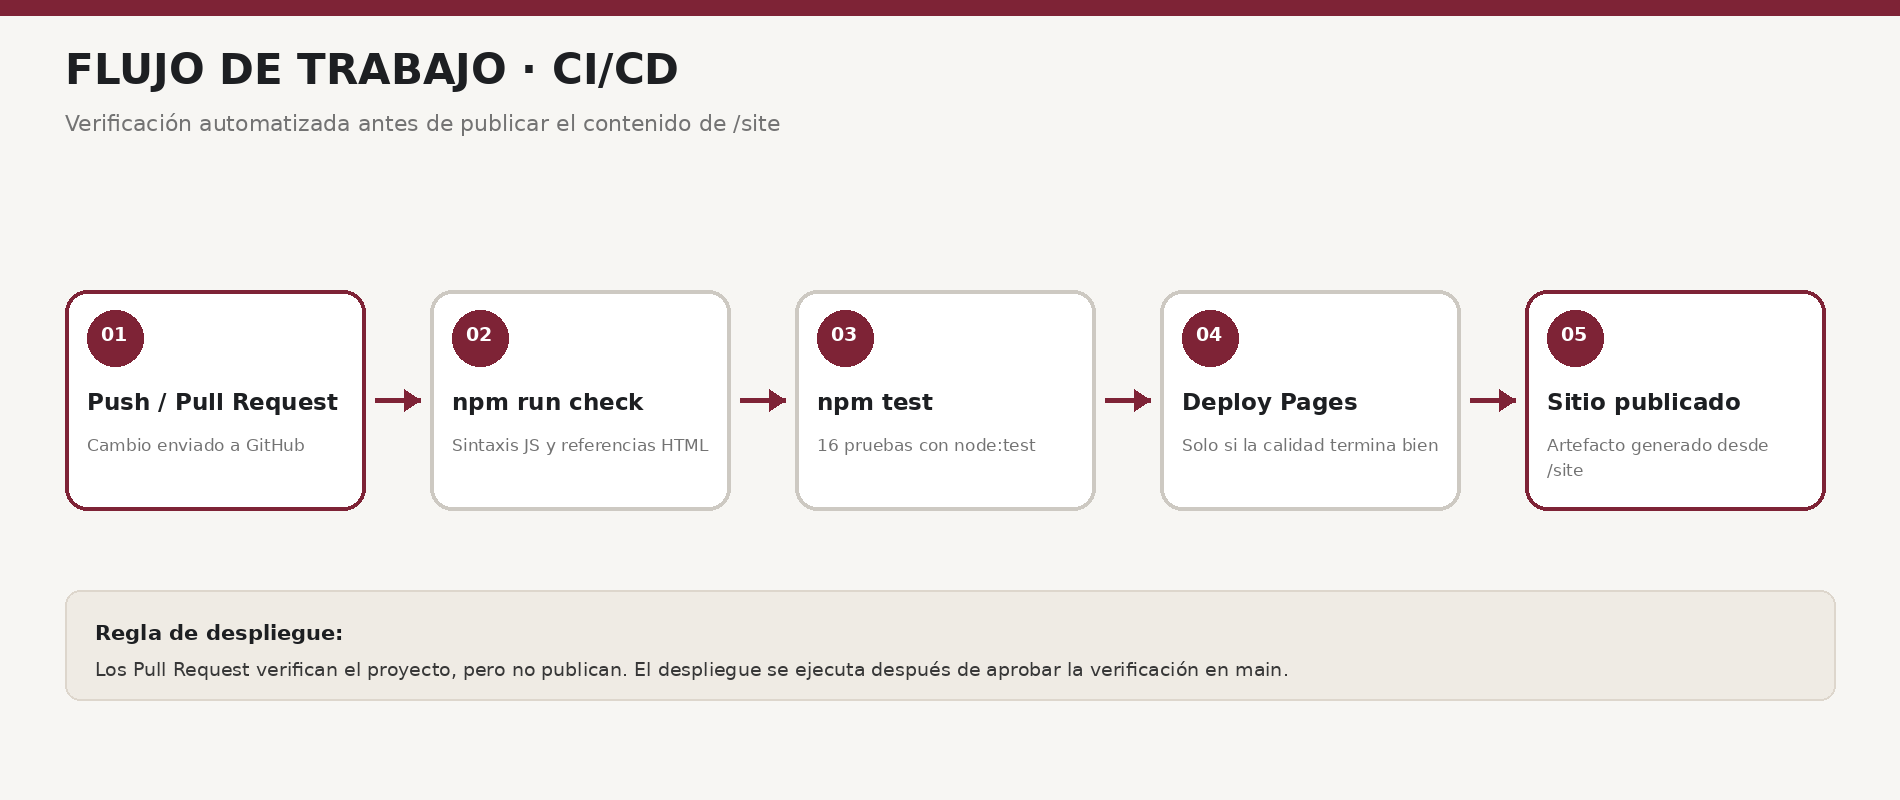 FLUJO DE TRABAJO · CI/CD
Verificación automatizada antes de publicar el contenido de /site
01
Push / Pull Request
Cambio enviado a GitHub
02
npm run check
Sintaxis JS y referencias HTML
03
npm test
16 pruebas con node:test
04
Deploy Pages
Solo si la calidad termina bien
05
Sitio publicado
Artefacto generado desde
/site
Regla de despliegue:
Los Pull Request verifican el proyecto, pero no publican. El despliegue se ejecuta después de aprobar la verificación en main.